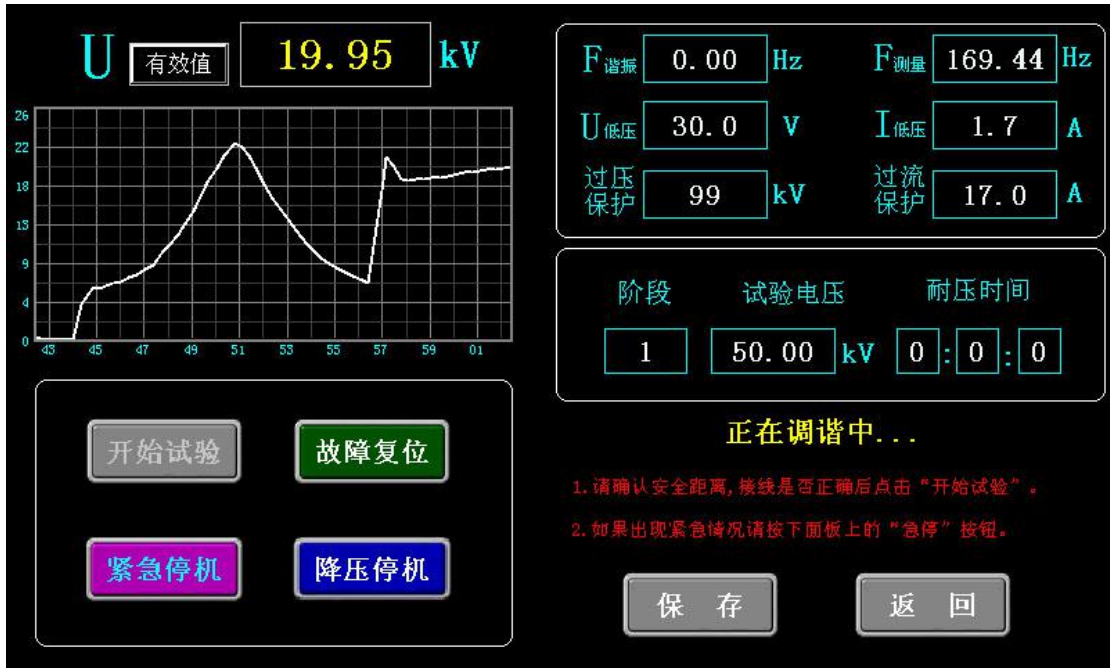 U 有效值 19.95 kV
26
22
18
13
9
4
0
43 45 47 49 51 53 55 57 59 01
F谐振 0.00 Hz F测量 169.44 Hz
U低压 30.0 V I低压 1.7 A
过压保护 99 kV 过流保护 17.0 A
阶段 试验电压 耐压时间
1 50.00 kV 0:0:0
开始试验 故障复位
紧急停机 降压停机
正在调谐中...
1.请确认安全距离,接线是否正确后点击“开始试验”。
2.如果出现紧急情况请按下面板上的“急停”按钮。
保 存 返 回